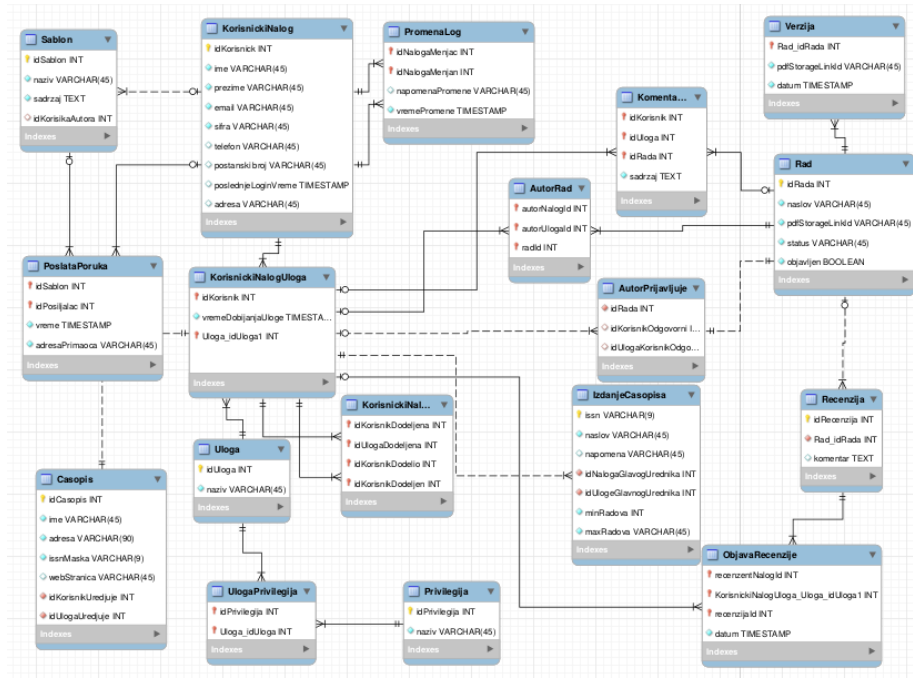 Sablon
idSablon INT
naziv VARCHAR(45)
sadrzaj TEXT
idKorisikaAutora INT
Indexes
KorisnickiNalog
idKorisnick INT
ime VARCHAR(45)
prezime VARCHAR(45)
email VARCHAR(45)
sifra VARCHAR(45)
telefon VARCHAR(45)
postanski broj VARCHAR(45)
poslednjeLoginVreme TIMESTAMP
adresa VARCHAR(45)
Indexes
PromenaLog
idNalogaMenjac INT
idNalogaMenjan INT
napomenaPromene VARCHAR(45)
vremePromene TIMESTAMP
Indexes
Verzija
Rad_idRada INT
pdfStorageLinkId VARCHAR(45)
datum TIMESTAMP
Indexes
Komenta...
idKorisnik INT
idUloga INT
idRada INT
sadrzaj TEXT
Indexes
Rad
idRada INT
naslov VARCHAR(45)
pdfStorageLinkId VARCHAR(45)
status VARCHAR(45)
objavljen BOOLEAN
Indexes
AutorRad
autorNalogId INT
autorUlogaId INT
radId INT
Indexes
PoslataPoruka
idSablon INT
idPosiljalac INT
vreme TIMESTAMP
adresaPrimaoca VARCHAR(45)
Indexes
KorisnickiNalogUloga
idKorisnik INT
vremeDobijanjaUloge TIMESTA...
Uloga_idUloga1 INT
Indexes
AutorPrijavljuje
idRada INT
idKorisnikOdgovorni I...
idUlogaKorisnikOdgo...
Indexes
IzdanjeCasopisa
issn VARCHAR(9)
naslov VARCHAR(45)
napomena VARCHAR(45)
idNalogaGlavogUrednika INT
idUlogeGlavnogUrednika INT
minRadova INT
maxRadova VARCHAR(45)
Indexes
Recenzija
idRecenzija INT
Rad_idRada INT
komentar TEXT
Indexes
KorisnickiNal...
idKorisnikDodeljena INT
idUlogaDodeljena INT
idKorisnikDodelio INT
idKorisnikDodeljen INT
Indexes
Uloga
idUloga INT
naziv VARCHAR(45)
Indexes
Casopis
idCasopis INT
ime VARCHAR(45)
adresa VARCHAR(90)
issnMaska VARCHAR(9)
webStranica VARCHAR(45)
idKorisnikUredjuje INT
idUlogaUredjuje INT
Indexes
ObjavaRecenzije
recenzentNalogId INT
KorisnickiNalogUloga_Uloga_idUloga1 INT
recenzijaId INT
datum TIMESTAMP
Indexes
UlogaPrivilegija
idPrivilegija INT
Uloga_idUloga INT
Indexes
Privilegija
idPrivilegija INT
naziv VARCHAR(45)
Indexes